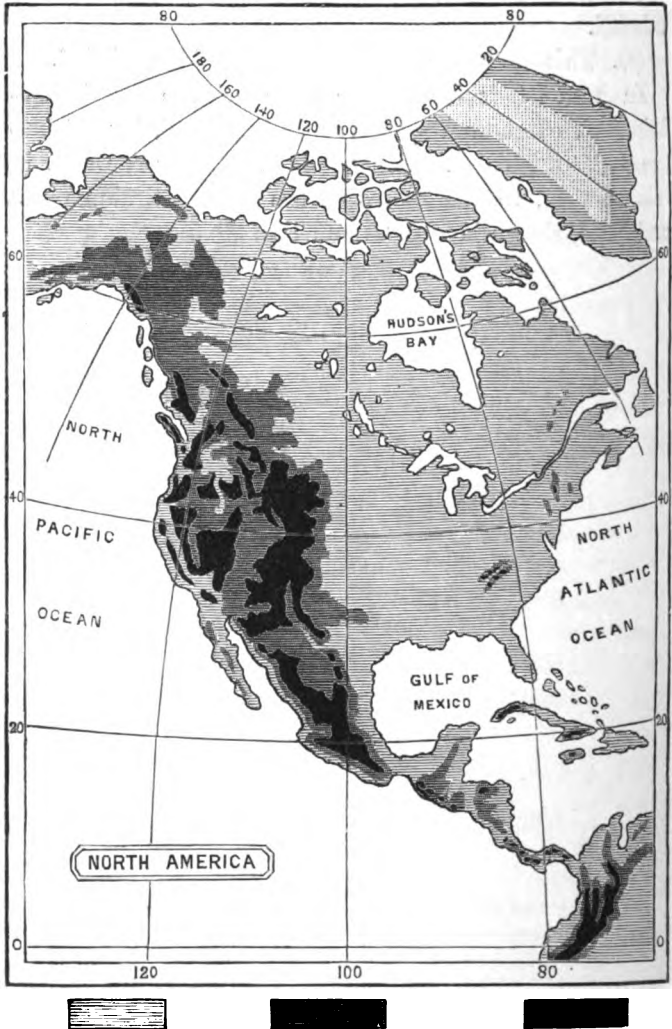 80 80
180 160 140 120 100 80 60 40 20
60 60
HUDSON'S
BAY
NORTH
PACIFIC
OCEAN
40 40
NORTH
ATLANTIC
OCEAN
GULF OF
MEXICO
20 20
NORTH AMERICA
0 0
120 100 80